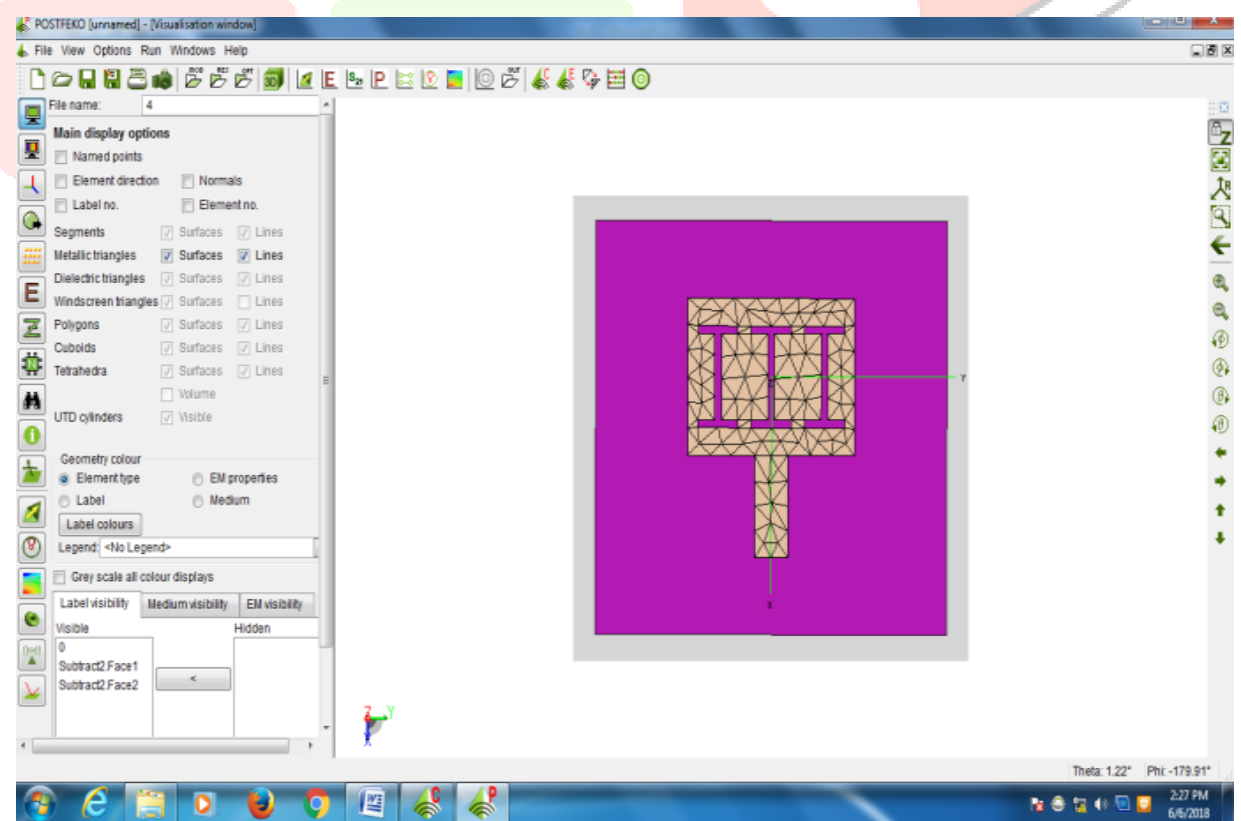 POSTFEKO [unnamed] - [Visualisation window]
File View Options Run Windows Help
File name: 4
Main display options
Named points
Element direction Normals
Label no. Element no.
Segments Surfaces Lines
Metallic triangles Surfaces Lines
Dielectric triangles Surfaces Lines
Windscreen triangles Surfaces Lines
Polygons Surfaces Lines
Cuboids Surfaces Lines
Tetrahedra Surfaces Lines
Volume
UTD cylinders Visible
Geometry colour
Element type EM properties
Label Medium
Label colours
Legend: <No Legend>
Grey scale all colour displays
Label visibility Medium visibility EM visibility
Visible Hidden
0
Subtract2.Face1 <
Subtract2.Face2
Y
X
Z Y
X
Theta: 1.22° Phi: -179.91°
2:27 PM
6/6/2018